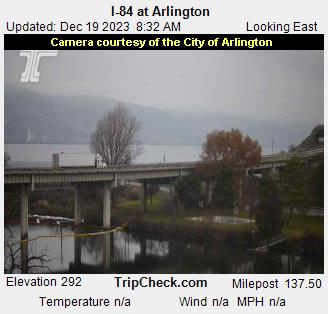 I-84 at Arlington
Updated: Dec 19 2023 8:32 AM Looking East
Camera courtesy of the City of Arlington
Elevation 292 TripCheck.com Milepost 137.50
Temperature n/a Wind n/a MPH n/a